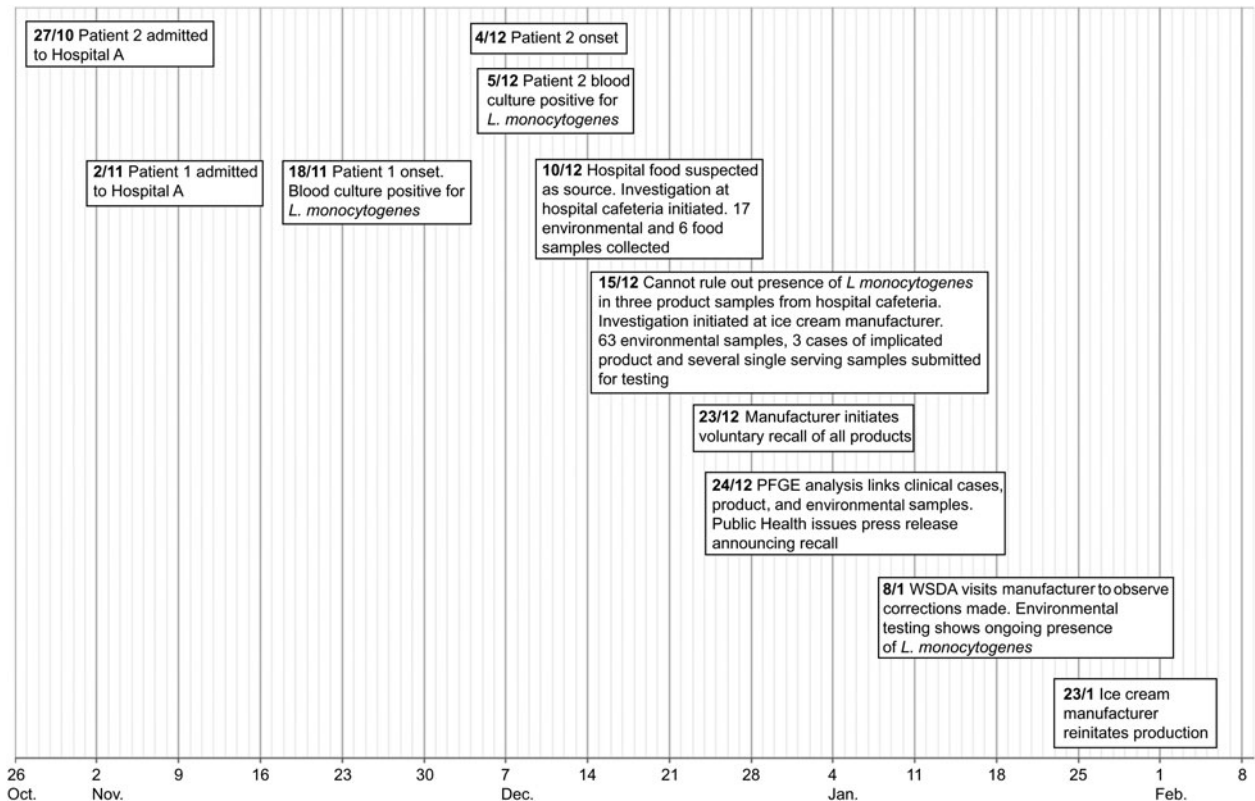 27/10 Patient 2 admitted
to Hospital A
4/12 Patient 2 onset
5/12 Patient 2 blood
culture positive for
L. monocytogenes
2/11 Patient 1 admitted
to Hospital A
18/11 Patient 1 onset.
Blood culture positive for
L. monocytogenes
10/12 Hospital food suspected
as source. Investigation at
hospital cafeteria initiated. 17
environmental and 6 food
samples collected
15/12 Cannot rule out presence of L monocytogenes
in three product samples from hospital cafeteria.
Investigation initiated at ice cream manufacturer.
63 environmental samples, 3 cases of implicated
product and several single serving samples submitted
for testing
23/12 Manufacturer initiates
voluntary recall of all products
24/12 PFGE analysis links clinical cases,
product, and environmental samples.
Public Health issues press release
announcing recall
8/1 WSDA visits manufacturer to observe
corrections made. Environmental
testing shows ongoing presence
of L. monocytogenes
23/1 Ice cream
manufacturer
reinitates production
26 2 9 16 23 30 7 14 21 28 4 11 18 25 1 8
Oct. Nov. Dec. Jan. Feb.